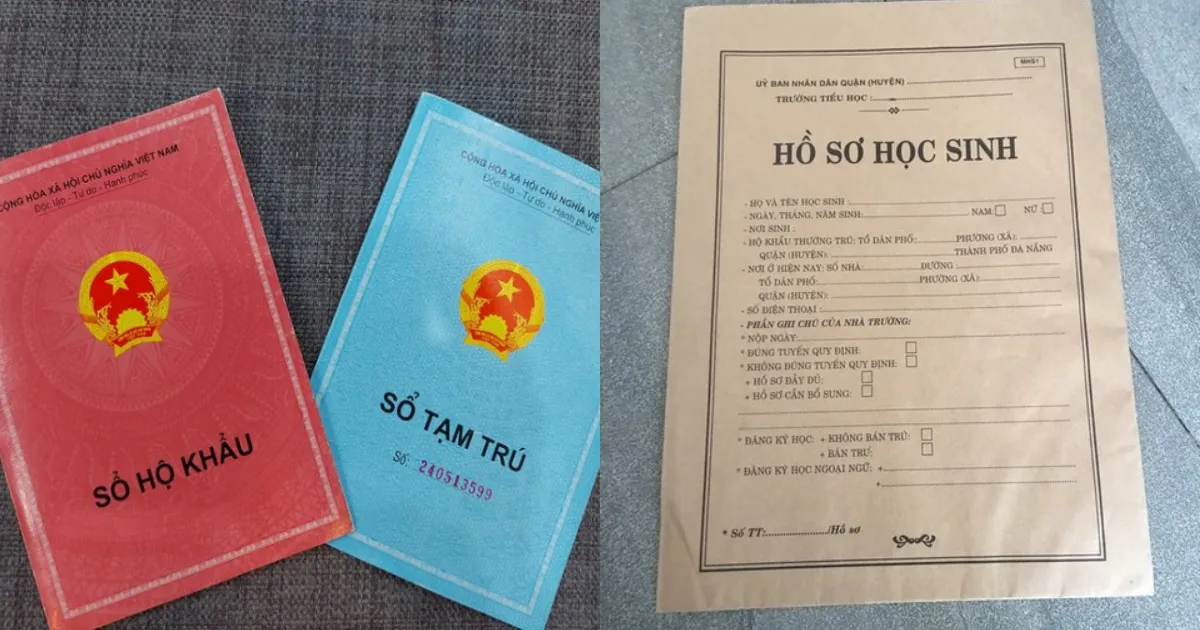 CỘNG HÒA XÃ HỘI CHỦ NGHĨA VIỆT NAM
Độc lập - Tự do - Hạnh phúc
SỔ HỘ KHẨU
CỘNG HÒA XÃ HỘI CHỦ NGHĨA VIỆ
Độc lập - Tự do - Hạnh phúc
SỔ TẠM TRÚ
Số: 240513599
MHS1
UỶ BAN NHÂN DÂN QUẬN (HUYỆN)
TRƯỜNG TIỂU HỌC :
HỒ SƠ HỌC SINH
- HỌ VÀ TÊN HỌC SINH :
- NGÀY, THÁNG, NĂM SINH: NAM: NỮ :
- NƠI SINH :
- HỘ KHẨU THƯỜNG TRÚ: TỔ DÂN PHỐ: PHƯỜNG (XÃ):
QUẬN (HUYỆN): THÀNH PHỐ ĐÀ NẴNG
- NƠI Ở HIỆN NAY: SỐ NHÀ: ĐƯỜNG :
TỔ DÂN PHỐ: PHƯỜNG (XÃ):
QUẬN (HUYỆN):
- SỐ ĐIỆN THOẠI :
- PHẦN GHI CHÚ CỦA NHÀ TRƯỜNG:
* NỘP NGÀY:
* ĐÚNG TUYẾN QUY ĐỊNH:
* KHÔNG ĐÚNG TUYẾN QUY ĐỊNH:
+ HỒ SƠ ĐẦY ĐỦ:
+ HỒ SƠ CẦN BỔ SUNG:
* ĐĂNG KÝ HỌC: + KHÔNG BÁN TRÚ:
+ BÁN TRÚ:
* ĐĂNG KÝ HỌC NGOẠI NGỮ: +
+
* Số TT:....................../Hồ sơ